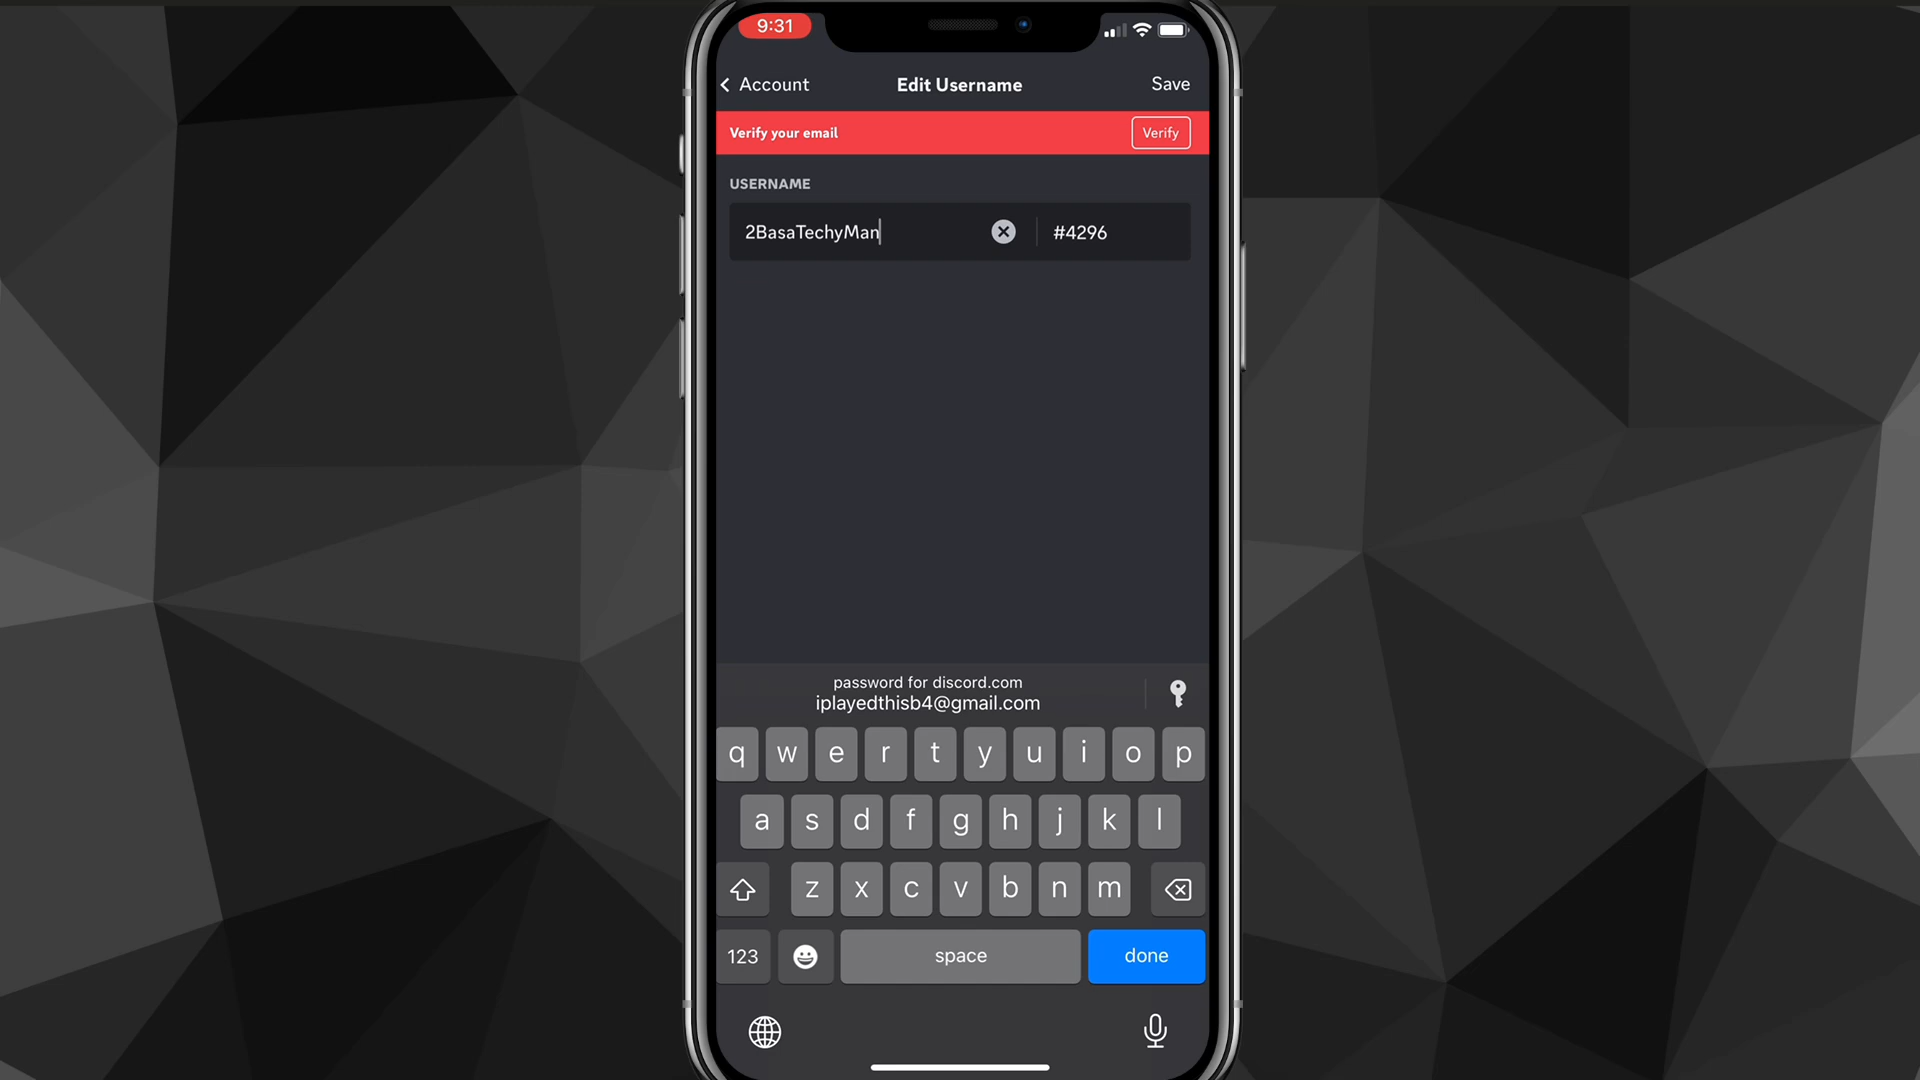 9:31
Account
Edit Username
Save
Verify your email
Verify
USERNAME
2BasaTechyMan
#4296
password for discord.com
iplayedthisb4@gmail.com
q w e r t y u i o p
a s d f g h j k l
z x c v b n m
123
space
done